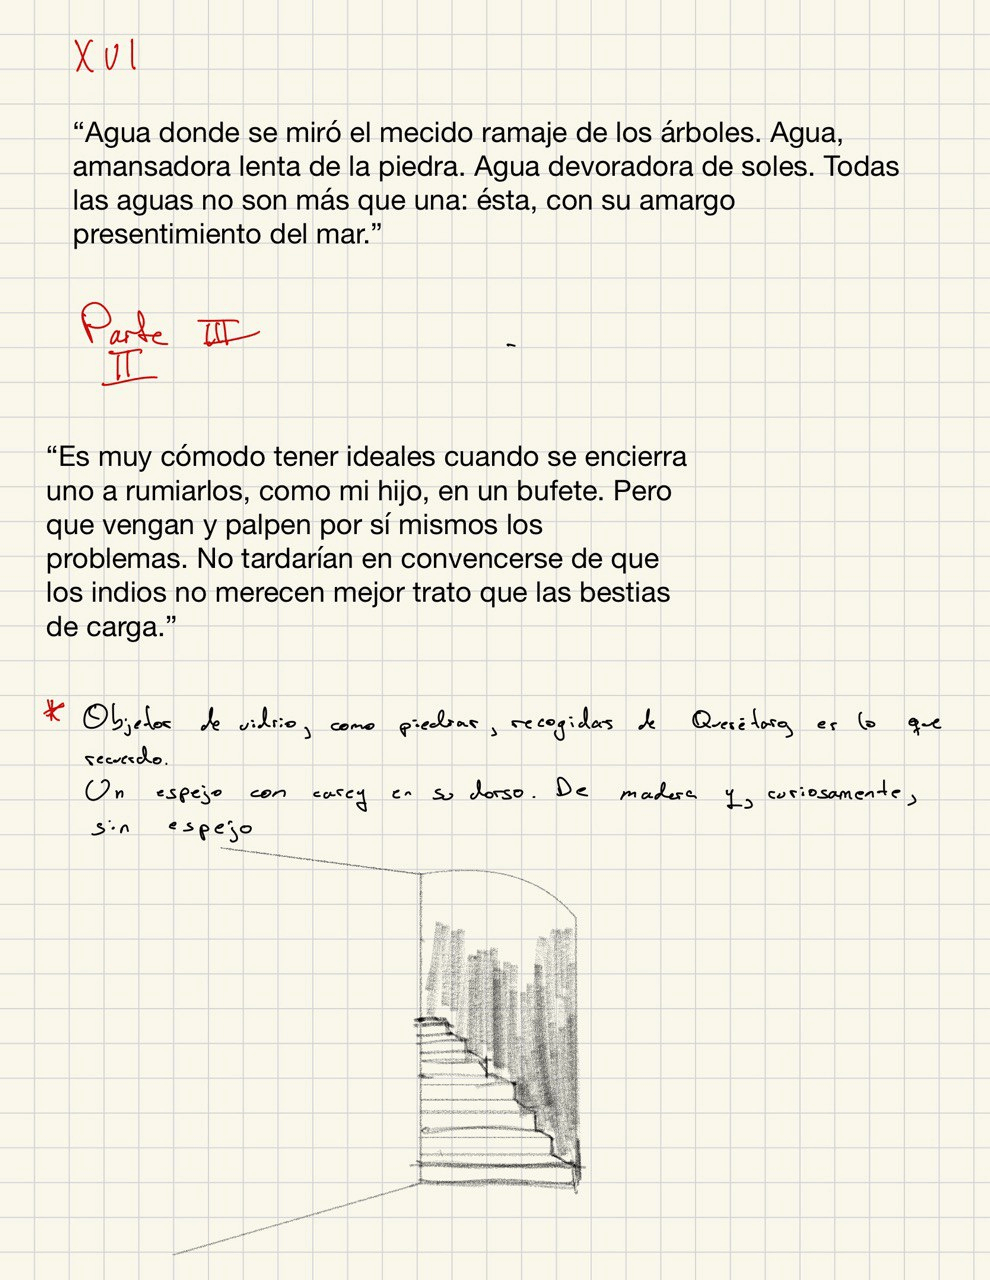 XVI
“Agua donde se miró el mecido ramaje de los árboles. Agua,
amansadora lenta de la piedra. Agua devoradora de soles. Todas
las aguas no son más que una: ésta, con su amargo
presentimiento del mar.”
Parte III
II
“Es muy cómodo tener ideales cuando se encierra
uno a rumiarlos, como mi hijo, en un bufete. Pero
que vengan y palpen por sí mismos los
problemas. No tardarían en convencerse de que
los indios no merecen mejor trato que las bestias
de carga.”
* Objetos de vidrio, como piedras, recogidas de Querétaro, es lo que
recuerdo.
Un espejo con carey en su dorso. De madera y, curiosamente,
sin espejo